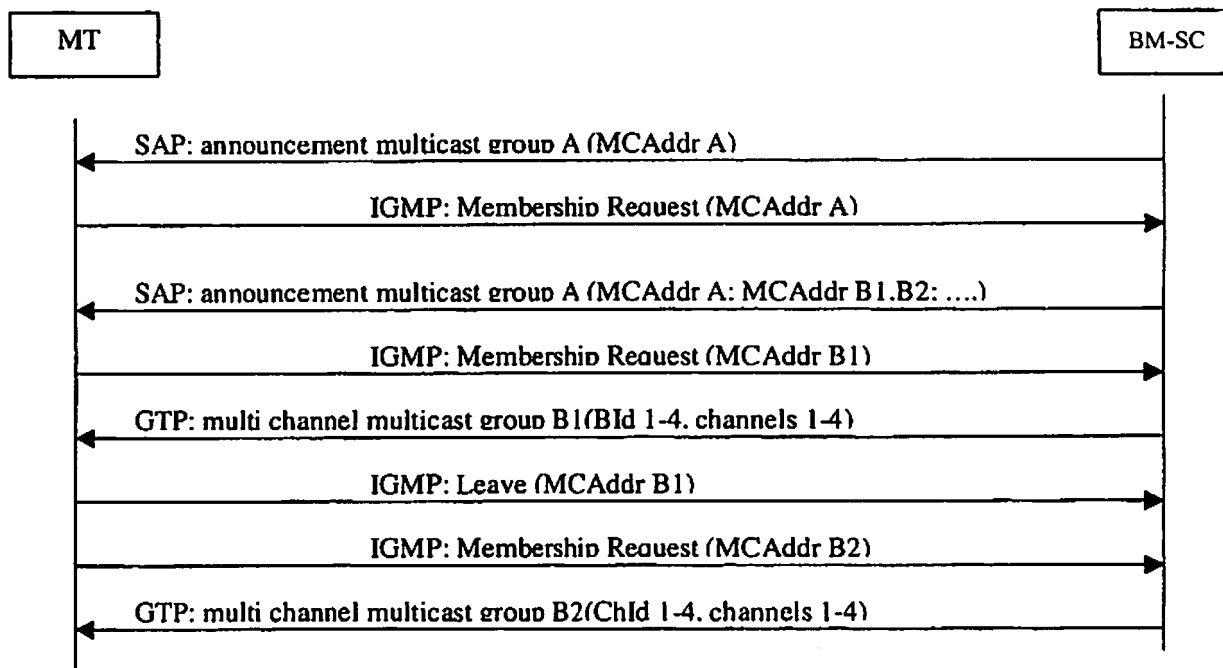 MT
BM-SC
SAP: announcement multicast group A (MCAddr A)
IGMP: Membership Request (MCAddr A)
SAP: announcement multicast group A (MCAddr A; MCAddr B1,B2; ....)
IGMP: Membership Request (MCAddr B1)
GTP: multi channel multicast group B1(BId 1-4, channels 1-4)
IGMP: Leave (MCAddr B1)
IGMP: Membership Request (MCAddr B2)
GTP: multi channel multicast group B2(ChId 1-4, channels 1-4)